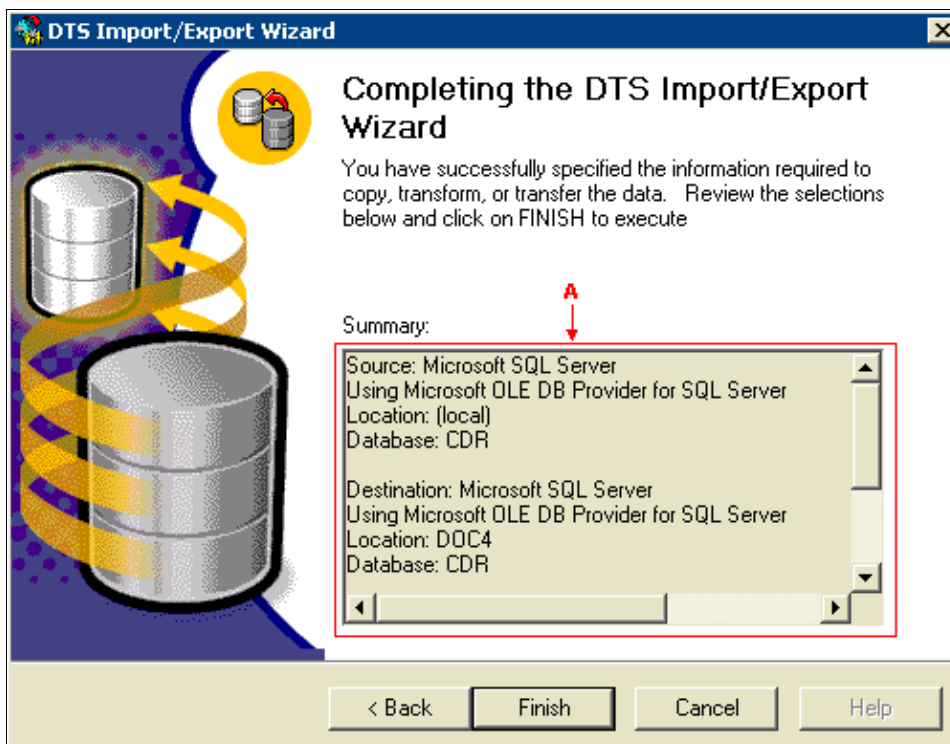 DTS Import/Export Wizard
Completing the DTS Import/Export
Wizard
You have successfully specified the information required to
copy, transform, or transfer the data.   Review the selections
below and click on FINISH to execute
A
Summary:
Source: Microsoft SQL Server
Using Microsoft OLE DB Provider for SQL Server
Location: (local)
Database: CDR
Destination: Microsoft SQL Server
Using Microsoft OLE DB Provider for SQL Server
Location: DOC4
Database: CDR
< Back
Finish
Cancel
Help